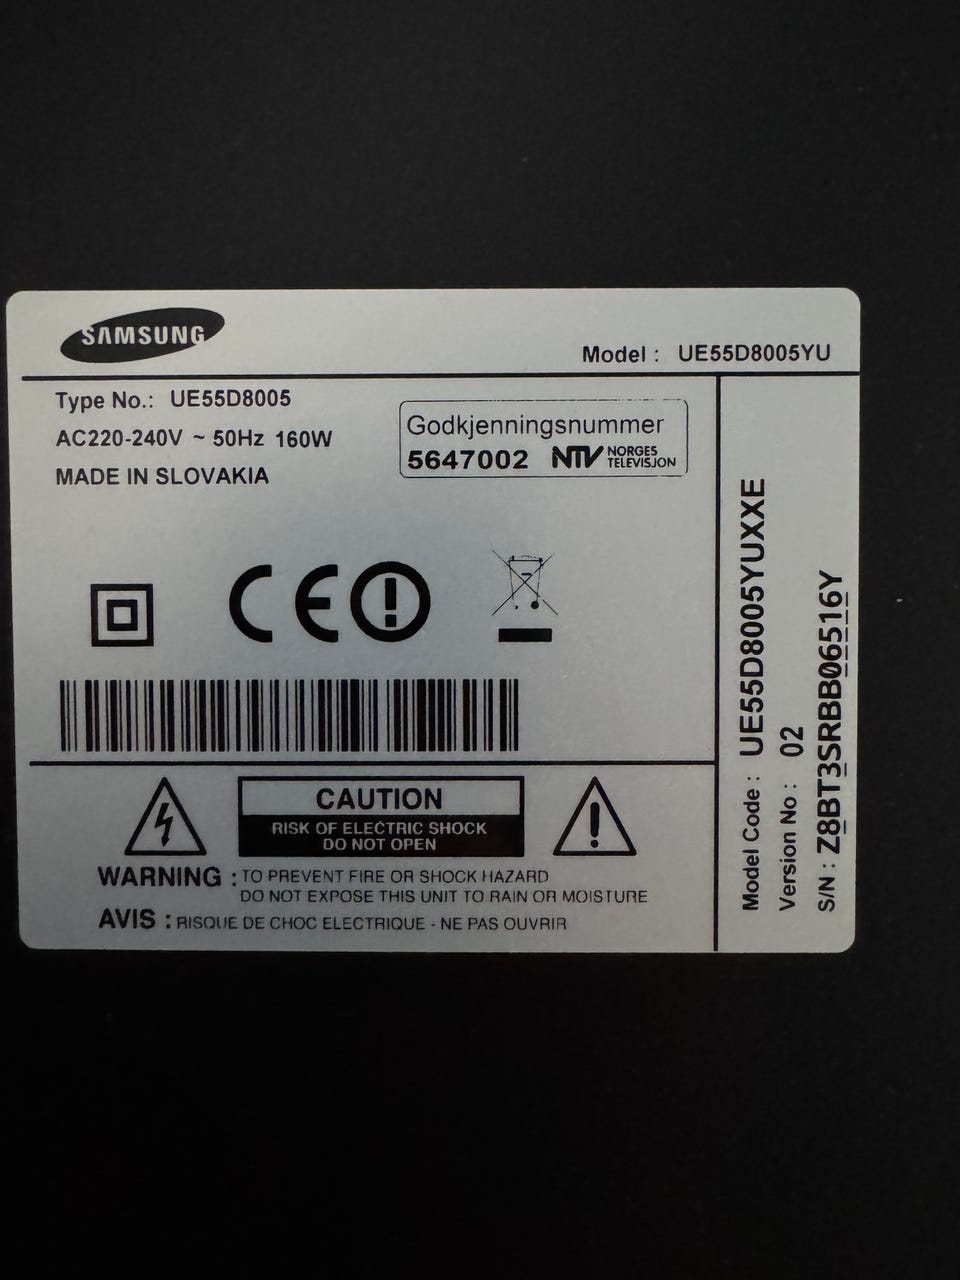 SAMSUNG
Model : UE55D8005YU
Type No.: UE55D8005
AC220-240V ~ 50Hz 160W
MADE IN SLOVAKIA
Godkjenningsnummer
5647002 NTV NORGES
TELEVISJON
CE
CAUTION
RISK OF ELECTRIC SHOCK
DO NOT OPEN
WARNING : TO PREVENT FIRE OR SHOCK HAZARD
DO NOT EXPOSE THIS UNIT TO RAIN OR MOISTURE
AVIS : RISQUE DE CHOC ELECTRIQUE - NE PAS OUVRIR
Model Code : UE55D8005YUXXE
Version No : 02
S/N : Z8BT3SRBB06516Y